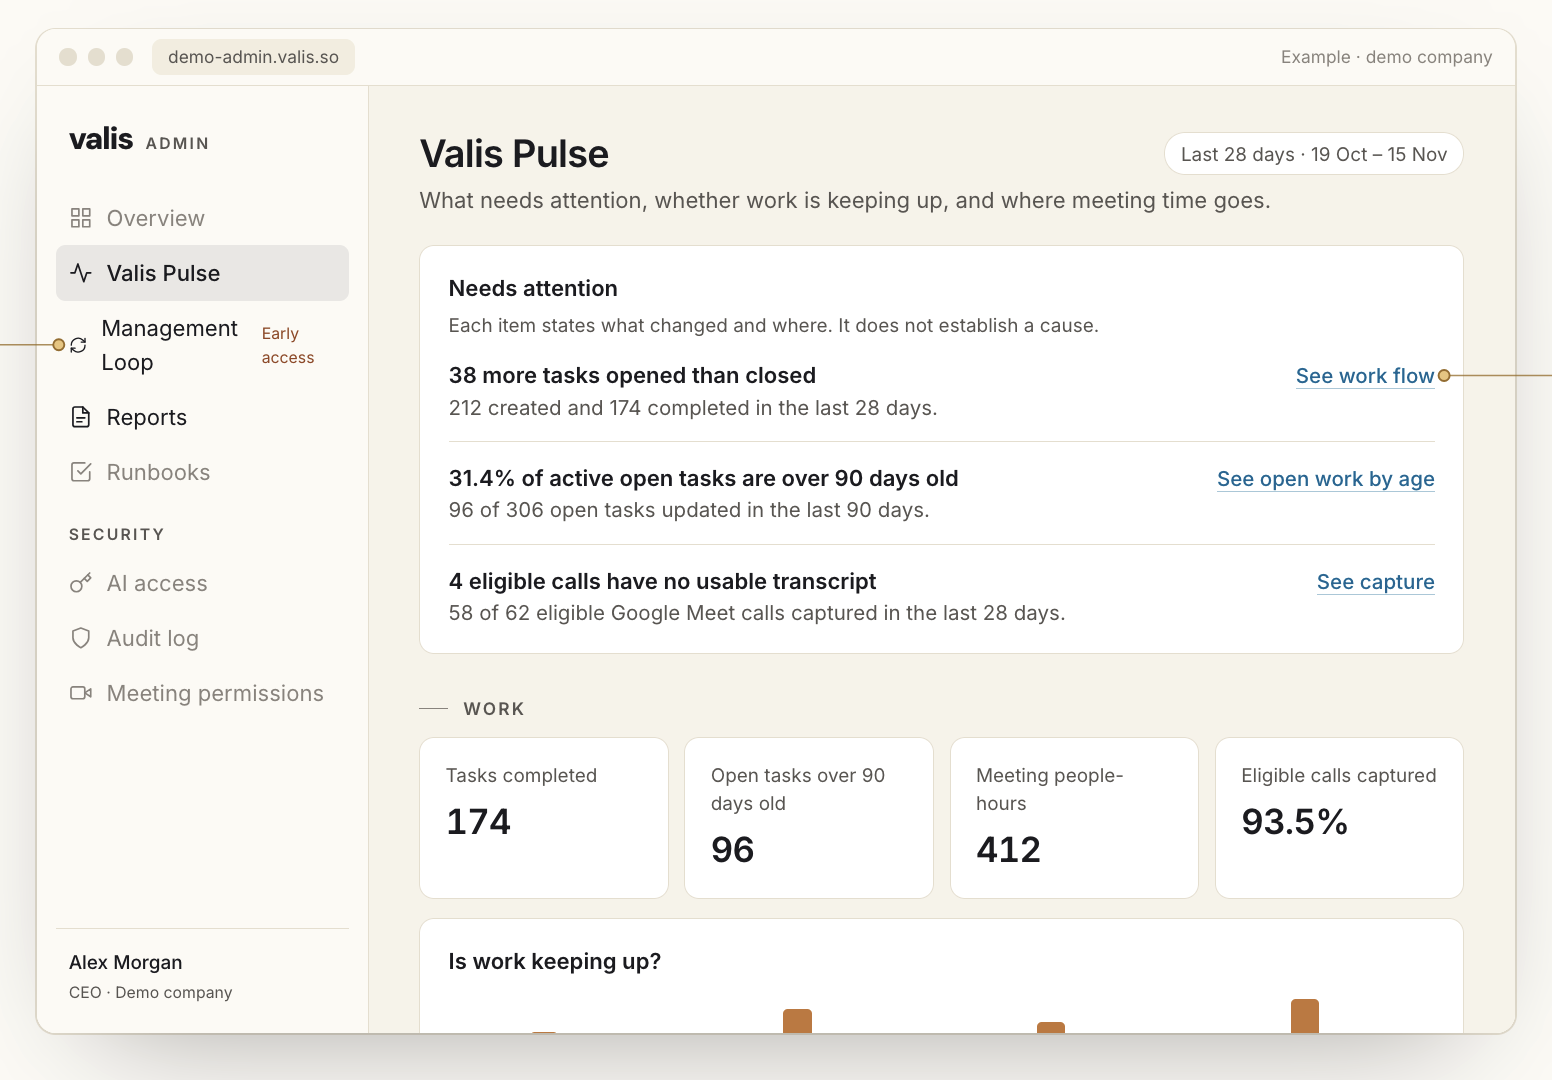 demo-admin.valis.so
Example · demo company
valis ADMIN
Overview
Valis Pulse
Management
Loop
Early
access
Reports
Runbooks
SECURITY
AI access
Audit log
Meeting permissions
Alex Morgan
CEO · Demo company
Valis Pulse
Last 28 days · 19 Oct – 15 Nov
What needs attention, whether work is keeping up, and where meeting time goes.
Needs attention
Each item states what changed and where. It does not establish a cause.
38 more tasks opened than closed
See work flow
212 created and 174 completed in the last 28 days.
31.4% of active open tasks are over 90 days old
See open work by age
96 of 306 open tasks updated in the last 90 days.
4 eligible calls have no usable transcript
See capture
58 of 62 eligible Google Meet calls captured in the last 28 days.
WORK
Tasks completed
174
Open tasks over 90
days old
96
Meeting people-
hours
412
Eligible calls captured
93.5%
Is work keeping up?